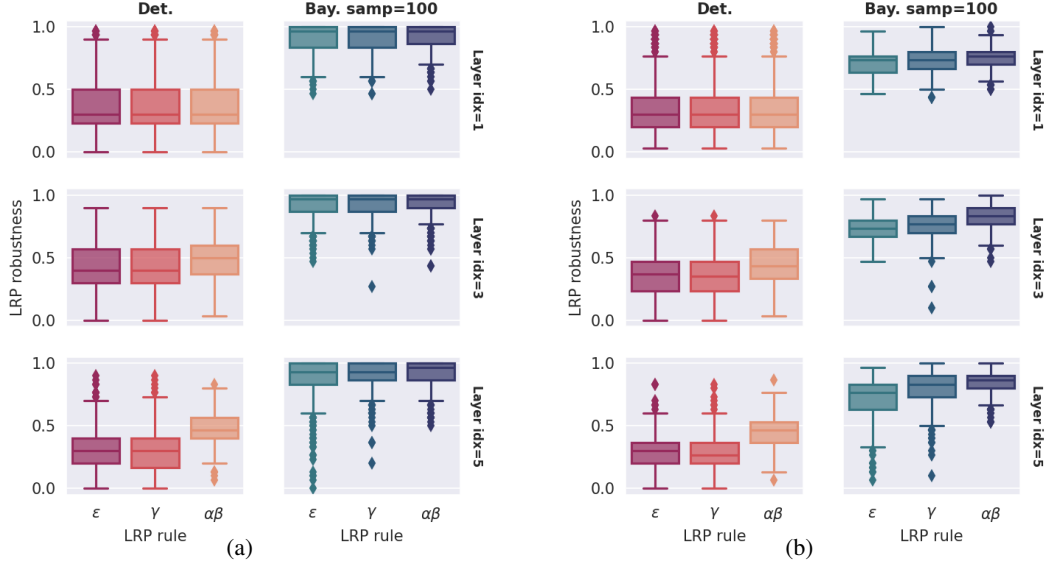 Det.
Bay. samp=100
1.0
0.5
0.0
Layer idx=1
LRP robustness
1.0
0.5
0.0
Layer idx=3
1.0
0.5
0.0
Layer idx=5
ε γ αβ
ε γ αβ
LRP rule
LRP rule
(a)
Det.
Bay. samp=100
1.0
0.5
0.0
Layer idx=1
LRP robustness
1.0
0.5
0.0
Layer idx=3
1.0
0.5
0.0
Layer idx=5
ε γ αβ
ε γ αβ
LRP rule
LRP rule
(b)